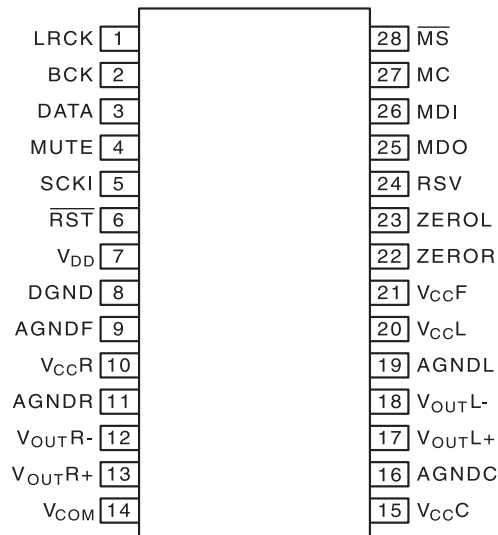 LRCK 1 28 M̅S̅
BCK 2 27 MC
DATA 3 26 MDI
MUTE 4 25 MDO
SCKI 5 24 RSV
R̅S̅T̅ 6 23 ZEROL
VDD 7 22 ZEROR
DGND 8 21 VCCF
AGNDF 9 20 VCCL
VCCR 10 19 AGNDL
AGNDR 11 18 VOUTL-
VOUTR- 12 17 VOUTL+
VOUTR+ 13 16 AGNDC
VCOM 14 15 VCCC